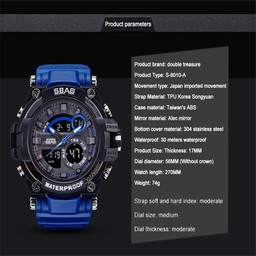 Product parameters
SBAO
WATERPROOF
Product brand: double treasure
Product Type: S-8010-A
Movement type: Japan imported movement
Strap Material: TPU Korea Songyuan
Case material: Taiwan's ABS
Mirror material: Alec mirror
Bottom cover material: 304 stainless steel
Waterproof: 30 meters waterproof
Product Size: Thickness: 17MM
Dial diameter: 56MM (Without crown)
Watch length: 270MM
Weight: 74g
Strap soft and hard index: moderate
Dial size: medium
Dial thickness: moderate